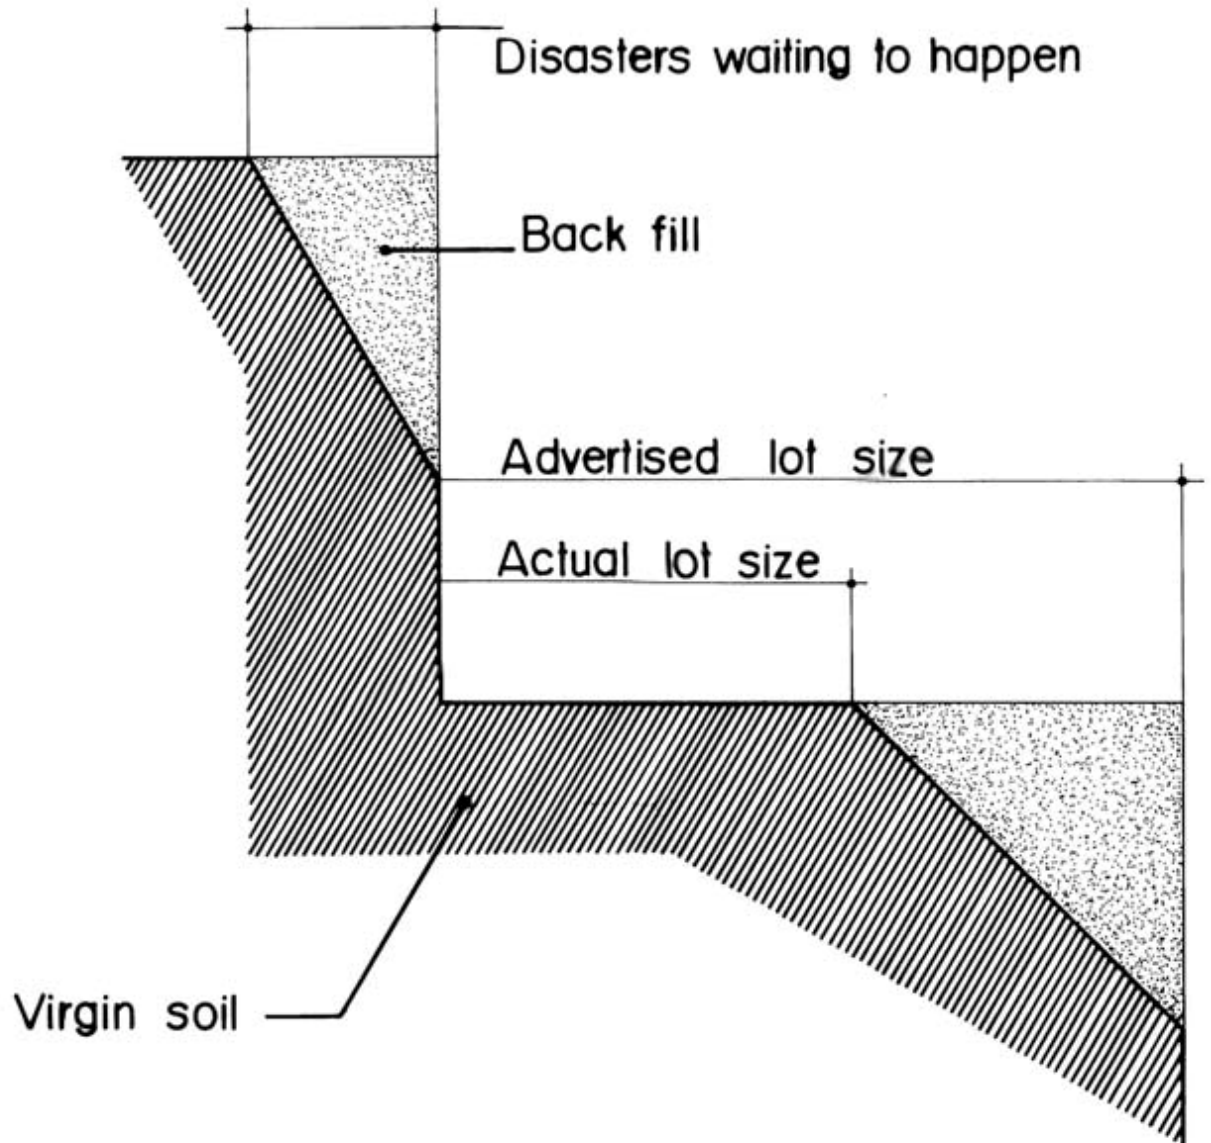 Disasters waiting to happen
Back fill
Advertised lot size
Actual lot size
Virgin soil